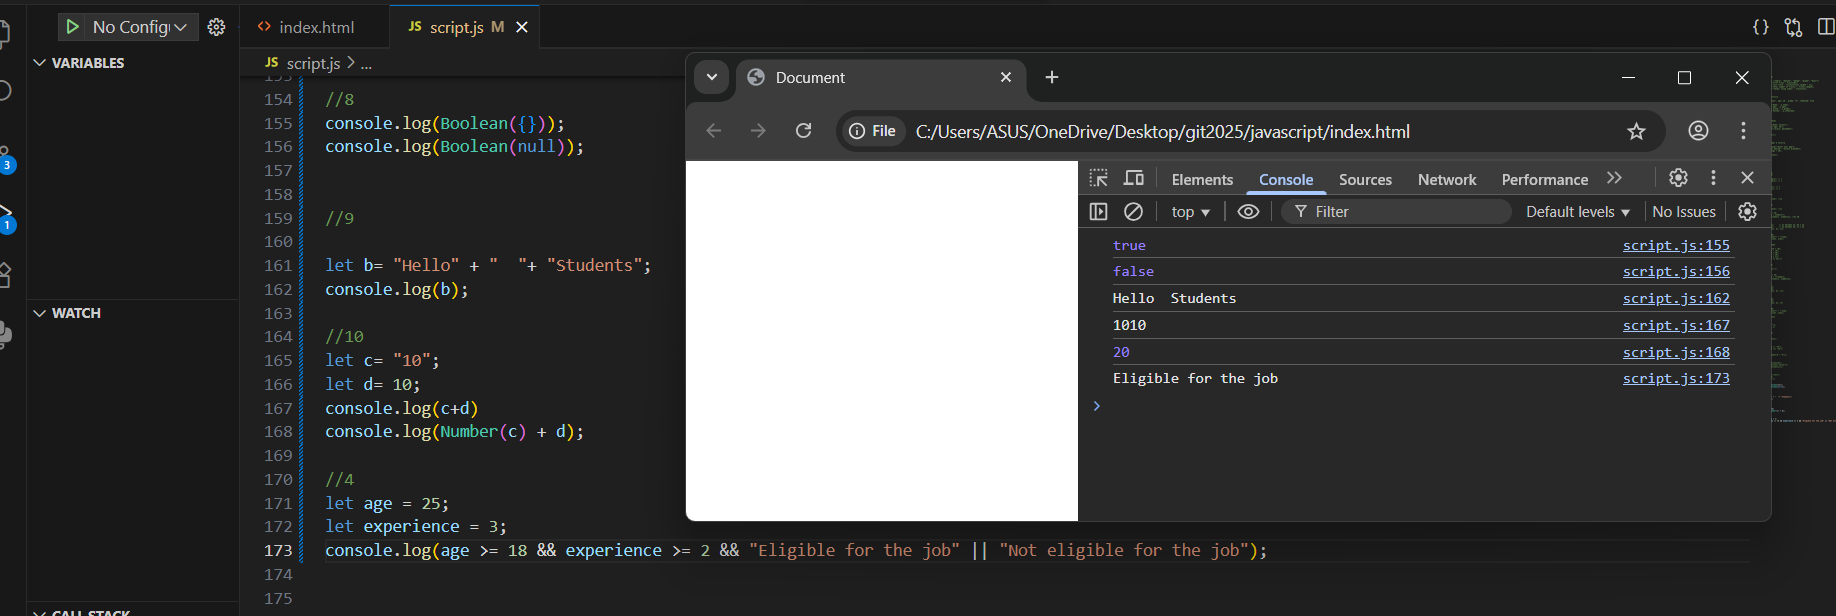 No Config
index.html
JS script.js M
VARIABLES
JS script.js > ...
153
154 //8
155 console.log(Boolean({}));
156 console.log(Boolean(null));
157
158
159 //9
160
161 let b= "Hello" + "  "+ "Students";
162 console.log(b);
163
164 //10
165 let c= "10";
166 let d= 10;
167 console.log(c+d)
168 console.log(Number(c) + d);
169
170 //4
171 let age = 25;
172 let experience = 3;
173 console.log(age >= 18 && experience >= 2 && "Eligible for the job" || "Not eligible for the job");
174
175
3
1
WATCH
CALL STACK
Document
File C:/Users/ASUS/OneDrive/Desktop/git2025/javascript/index.html
Elements Console Sources Network Performance
top Filter Default levels No Issues
true script.js:155
false script.js:156
Hello  Students script.js:162
1010 script.js:167
20 script.js:168
Eligible for the job script.js:173